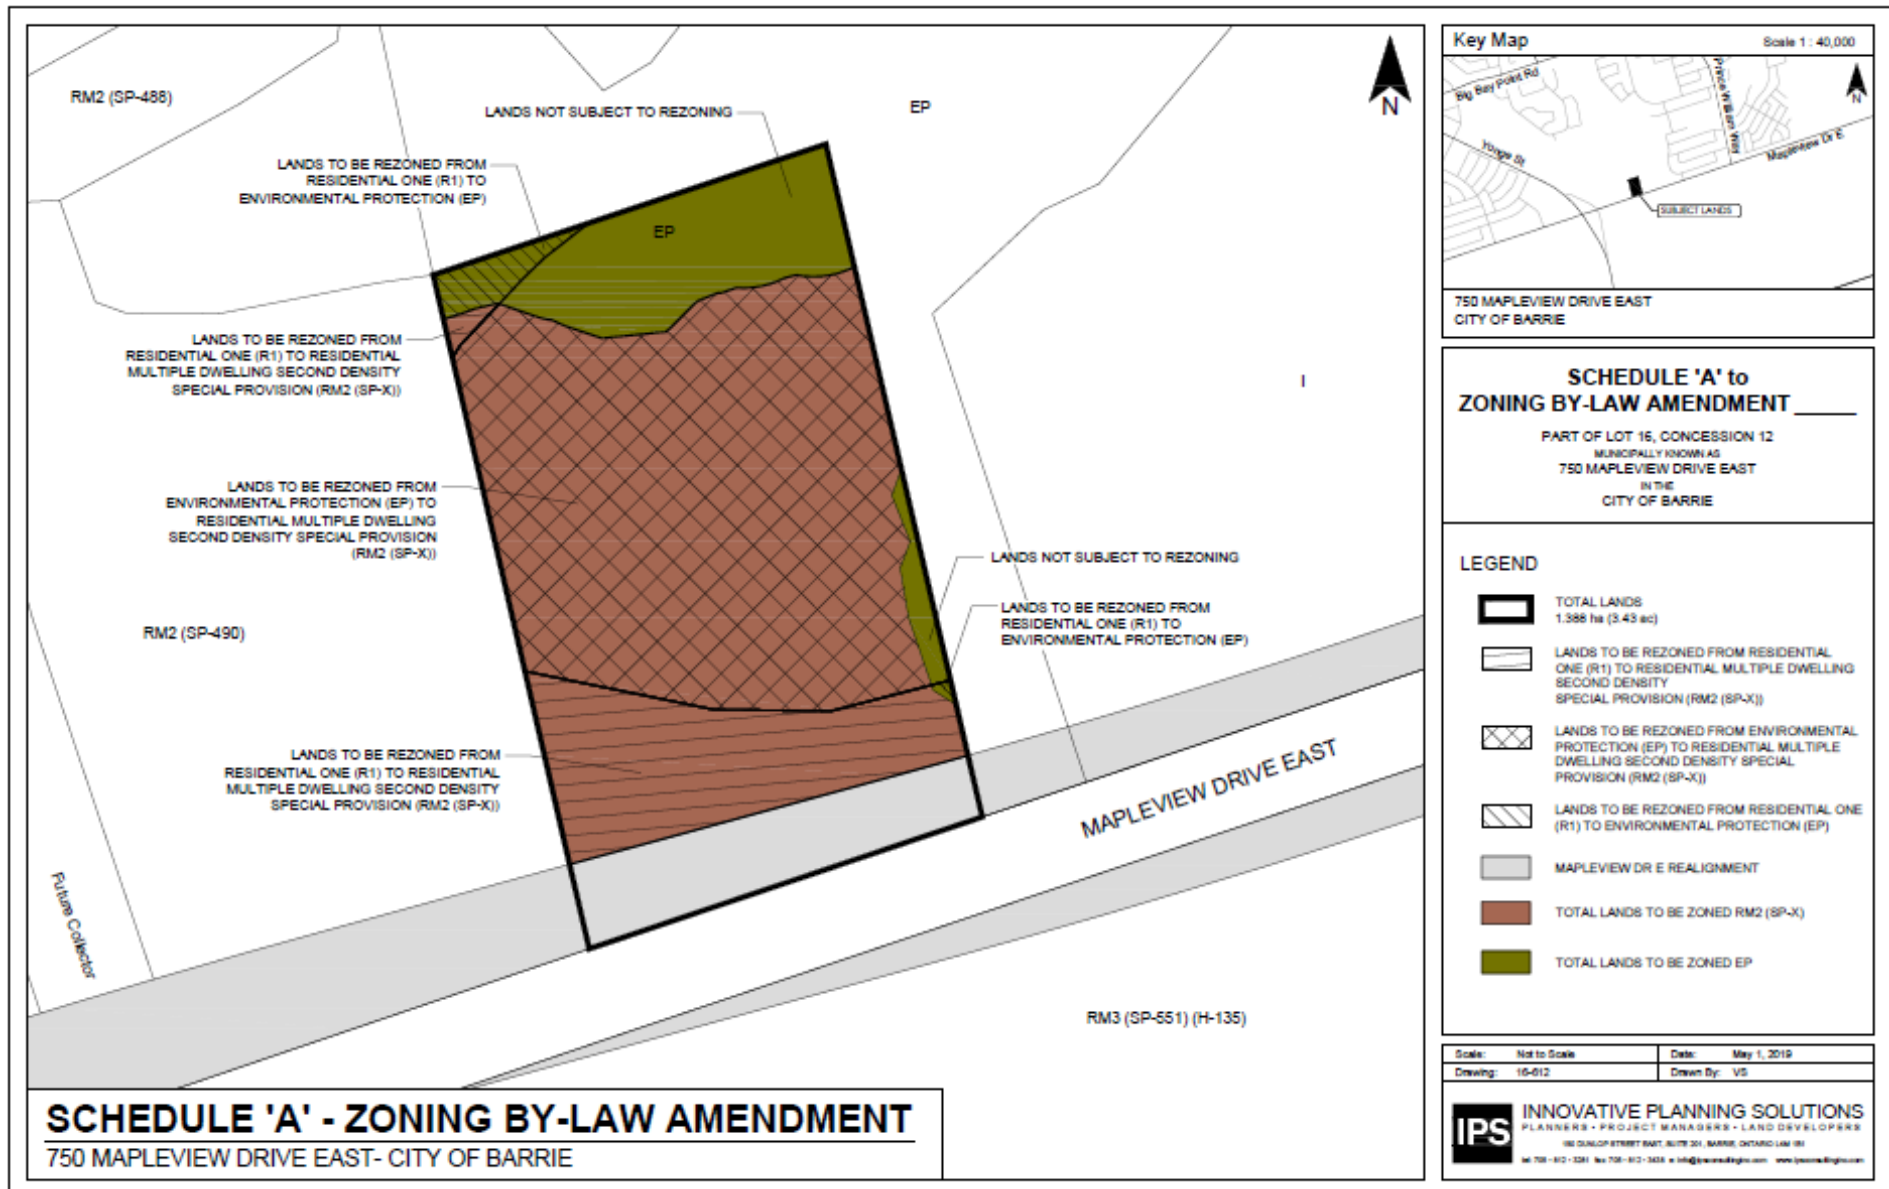 RM2 (SP-488)
LANDS NOT SUBJECT TO REZONING
EP
N
LANDS TO BE REZONED FROM
RESIDENTIAL ONE (R1) TO
ENVIRONMENTAL PROTECTION (EP)
EP
LANDS TO BE REZONED FROM
RESIDENTIAL ONE (R1) TO RESIDENTIAL
MULTIPLE DWELLING SECOND DENSITY
SPECIAL PROVISION (RM2 (SP-X))
I
LANDS TO BE REZONED FROM
ENVIRONMENTAL PROTECTION (EP) TO
RESIDENTIAL MULTIPLE DWELLING
SECOND DENSITY SPECIAL PROVISION
(RM2 (SP-X))
LANDS NOT SUBJECT TO REZONING
LANDS TO BE REZONED FROM
RESIDENTIAL ONE (R1) TO
ENVIRONMENTAL PROTECTION (EP)
RM2 (SP-490)
LANDS TO BE REZONED FROM
RESIDENTIAL ONE (R1) TO RESIDENTIAL
MULTIPLE DWELLING SECOND DENSITY
SPECIAL PROVISION (RM2 (SP-X))
MAPLEVIEW DRIVE EAST
Future Collector
RM3 (SP-551) (H-135)
SCHEDULE 'A' - ZONING BY-LAW AMENDMENT
750 MAPLEVIEW DRIVE EAST- CITY OF BARRIE
Key Map
Scale 1 : 40,000
Big Bay Point Rd
Prince William Way
N
Yonge St
Mapleview Dr E
SUBJECT LANDS
750 MAPLEVIEW DRIVE EAST
CITY OF BARRIE
SCHEDULE 'A' to
ZONING BY-LAW AMENDMENT _____
PART OF LOT 16, CONCESSION 12
MUNICIPALLY KNOWN AS
750 MAPLEVIEW DRIVE EAST
IN THE
CITY OF BARRIE
LEGEND
TOTAL LANDS
1.388 ha (3.43 ac)
LANDS TO BE REZONED FROM RESIDENTIAL
ONE (R1) TO RESIDENTIAL MULTIPLE DWELLING
SECOND DENSITY
SPECIAL PROVISION (RM2 (SP-X))
LANDS TO BE REZONED FROM ENVIRONMENTAL
PROTECTION (EP) TO RESIDENTIAL MULTIPLE
DWELLING SECOND DENSITY SPECIAL
PROVISION (RM2 (SP-X))
LANDS TO BE REZONED FROM RESIDENTIAL ONE
(R1) TO ENVIRONMENTAL PROTECTION (EP)
MAPLEVIEW DR E REALIGNMENT
TOTAL LANDS TO BE ZONED RM2 (SP-X)
TOTAL LANDS TO BE ZONED EP
Scale: Not to Scale
Date: May 1, 2019
Drawing: 16-612
Drawn By: VS
IPS
INNOVATIVE PLANNING SOLUTIONS
PLANNERS • PROJECT MANAGERS • LAND DEVELOPERS
DUNLOP STREET EAST, SUITE 201, BARRIE, ONTARIO